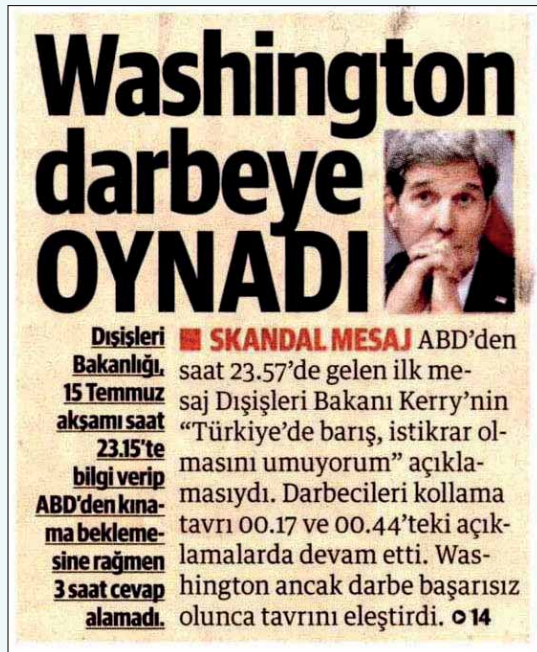 Washington
darbeye
OYNADI
Dışişleri
Bakanlığı,
15 Temmuz
akşamı saat
23.15'te
bilgi verip
ABD'den kına-
ma bekleme-
sine rağmen
3 saat cevap
alamadı.
SKANDAL MESAJ ABD'den
saat 23.57'de gelen ilk me-
saj Dışişleri Bakanı Kerry'nin
“Türkiye'de barış, istikrar ol-
masını umuyorum” açıkla-
masıydı. Darbecileri kollama
tavrı 00.17 ve 00.44'teki açık-
lamalarda devam etti. Was-
hington ancak darbe başarısız
olunca tavrını eleştirdi. 14